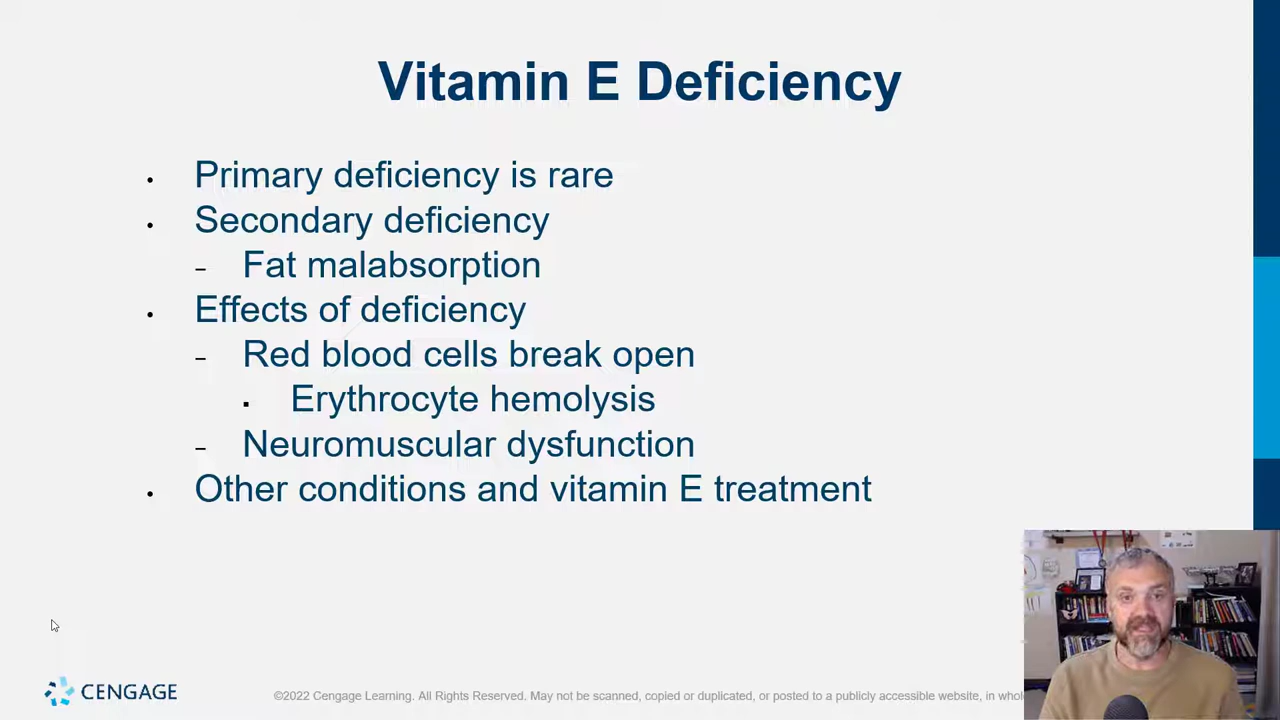 Vitamin E Deficiency
• Primary deficiency is rare
• Secondary deficiency
– Fat malabsorption
• Effects of deficiency
– Red blood cells break open
▪ Erythrocyte hemolysis
– Neuromuscular dysfunction
• Other conditions and vitamin E treatment
CENGAGE
©2022 Cengage Learning. All Rights Reserved. May not be scanned, copied or duplicated, or posted to a publicly accessible website, in whole